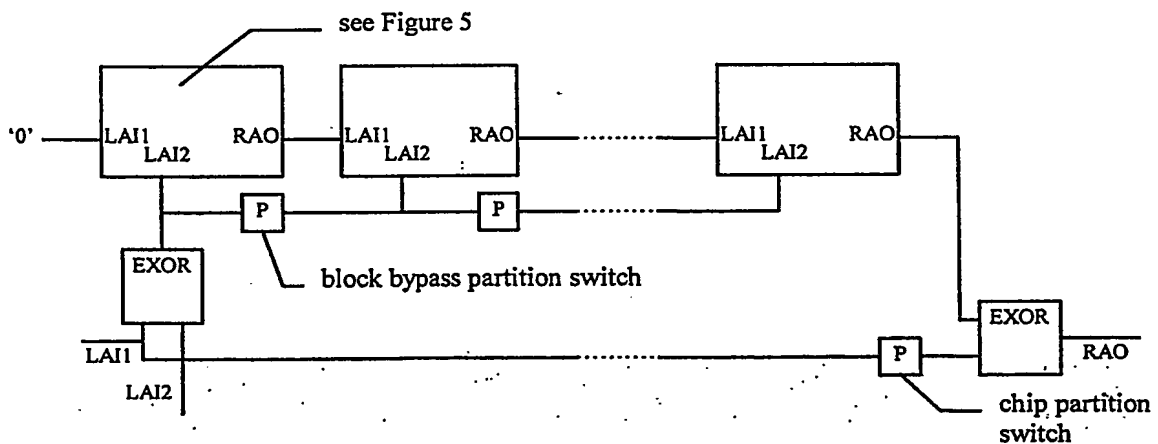 see Figure 5
'0'
LAI1
LAI2
RAO
LAI1
LAI2
RAO
LAI1
LAI2
RAO
P
P
EXOR
block bypass partition switch
LAI1
LAI2
P
EXOR
RAO
chip partition
switch